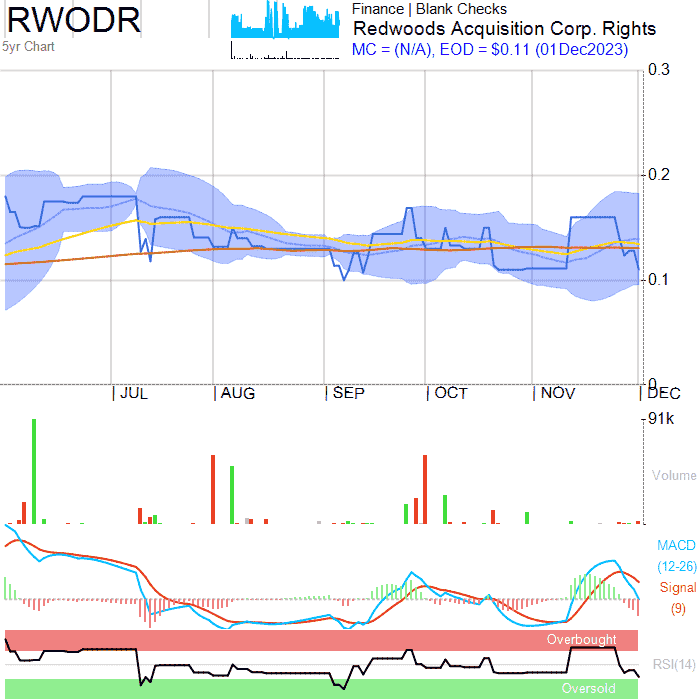 RWODR
5yr Chart
Finance | Blank Checks
Redwoods Acquisition Corp. Rights
MC = (N/A), EOD = $0.11 (01Dec2023)
0.3
0.2
0.1
0
JUL
AUG
SEP
OCT
NOV
DEC
91k
Volume
MACD
(12-26)
Signal
(9)
Overbought
RSI(14)
Oversold